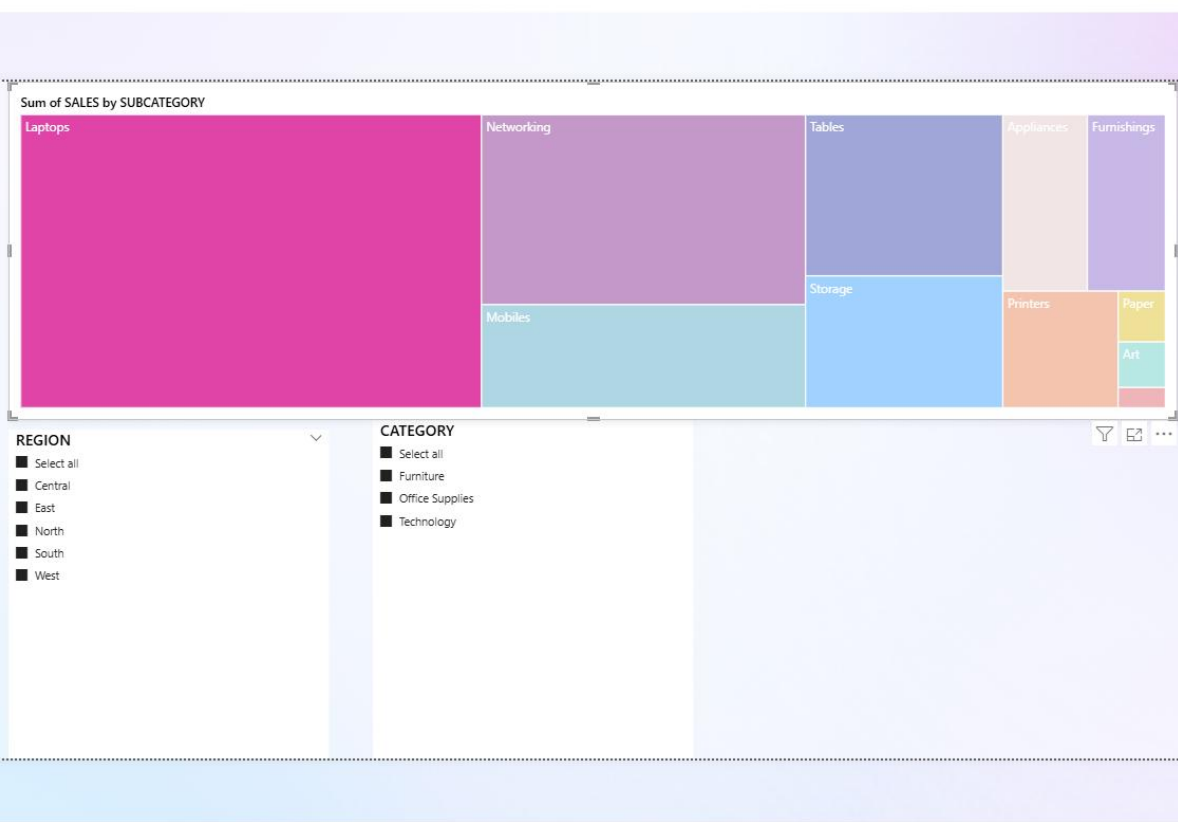 Sum of SALES by SUBCATEGORY
Laptops
Networking
Tables
Appliances
Furnishings
Mobiles
Storage
Printers
Paper
Art
REGION
Select all
Central
East
North
South
West
CATEGORY
Select all
Furniture
Office Supplies
Technology